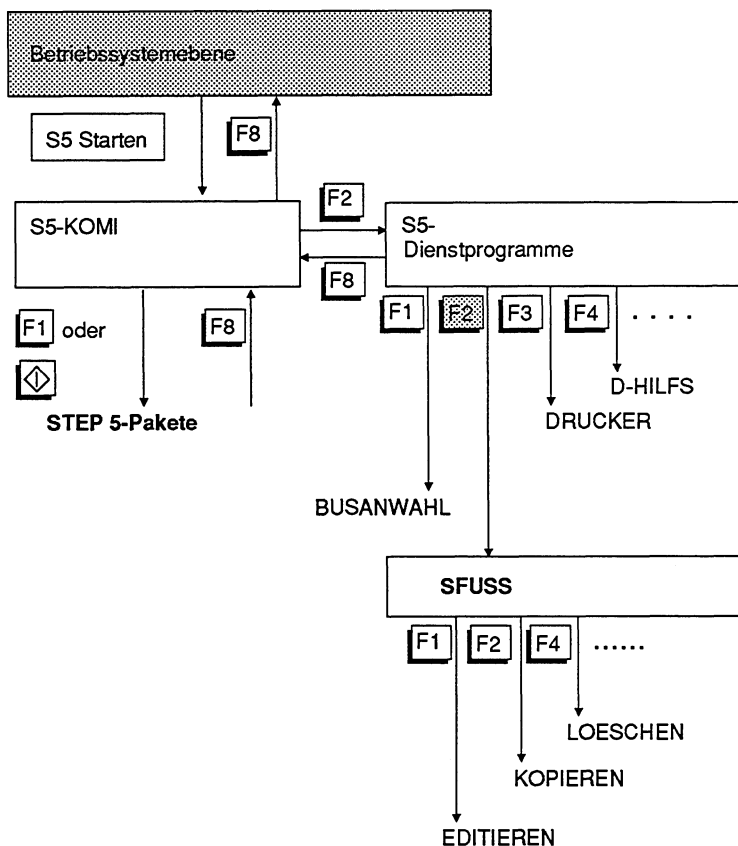 Betriebssystemebene
S5 Starten
F8
S5-KOMI
F2
S5-
Dienstprogramme
F8
F1 oder
F8
STEP 5-Pakete
F1
F2
F3
F4
. . . .
D-HILFS
DRUCKER
BUSANWAHL
SFUSS
F1
F2
F4
......
LOESCHEN
KOPIEREN
EDITIEREN